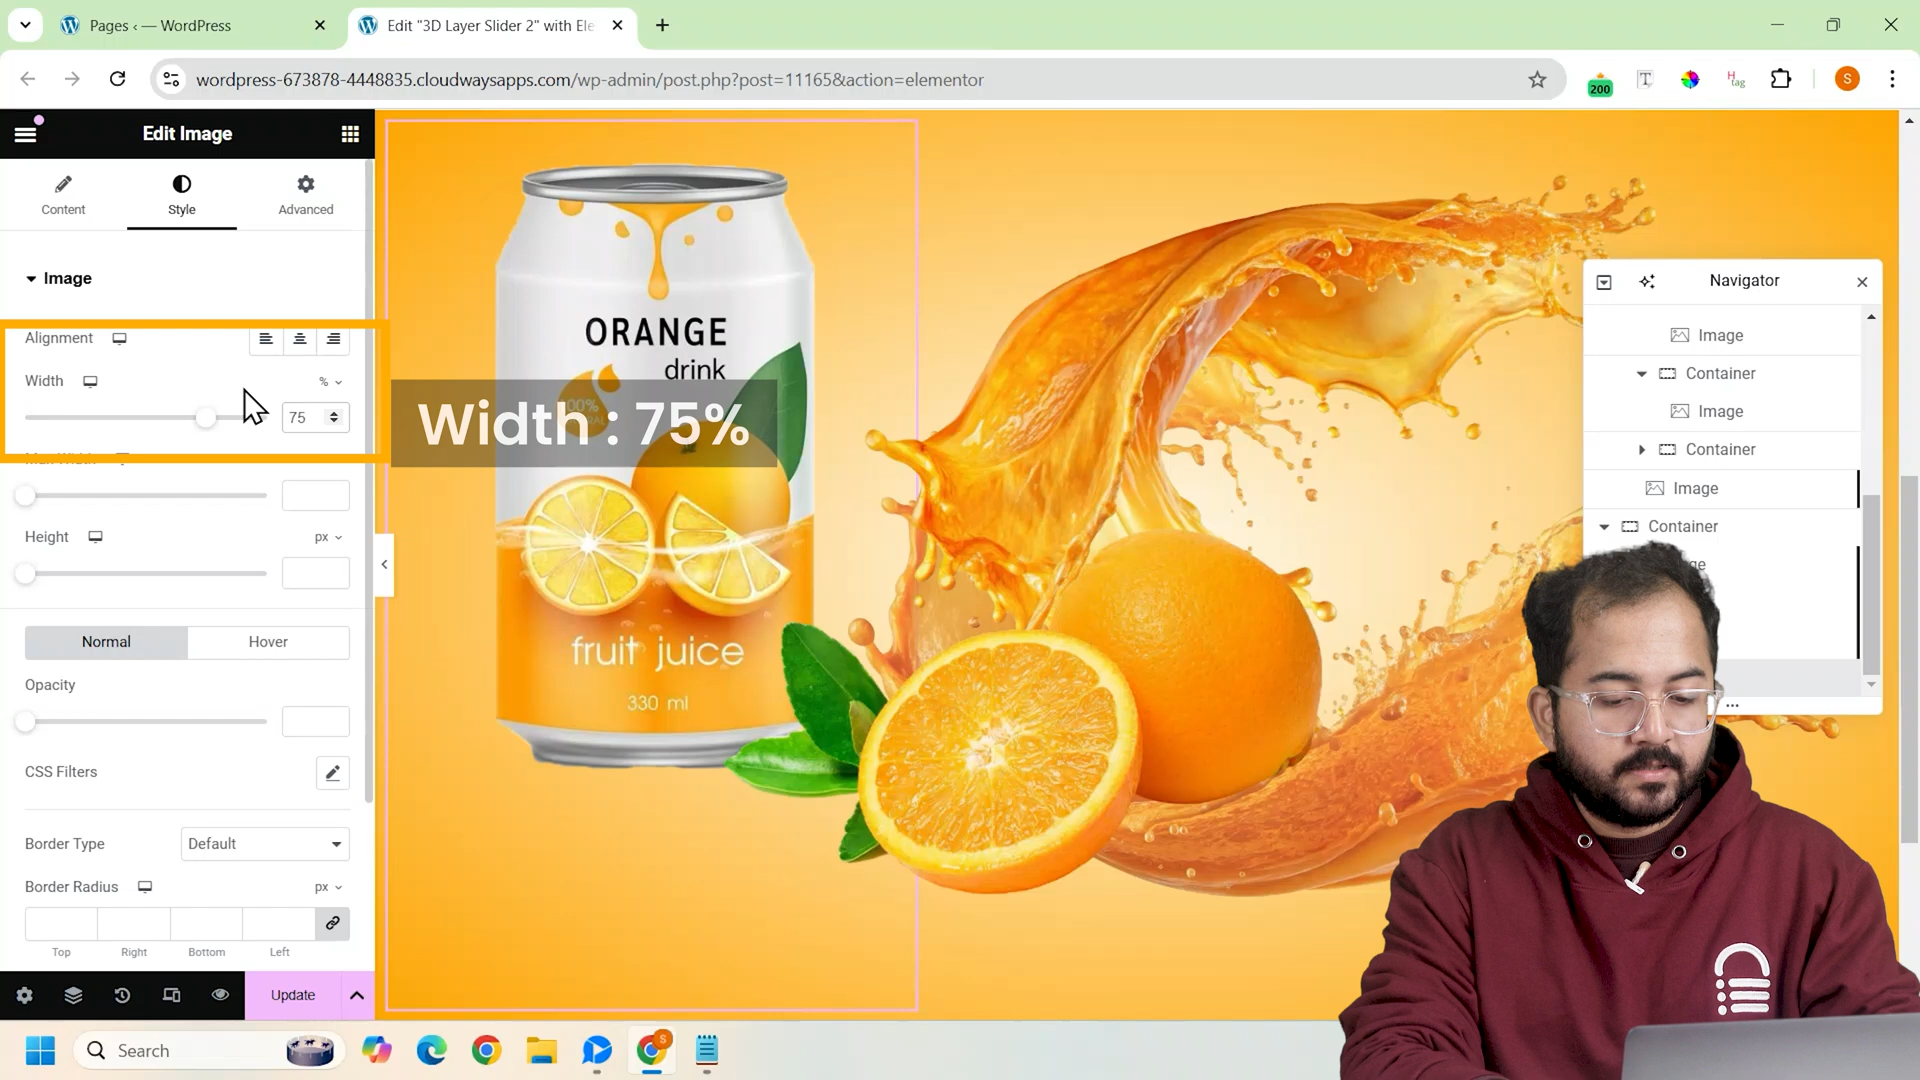 Pages ‹ — WordPress
Edit "3D Layer Slider 2" with Ele
wordpress-673878-4448835.cloudwaysapps.com/wp-admin/post.php?post=11165&action=elementor
200
T
H
tag
S
Edit Image
Content
Style
Advanced
Image
Alignment
Width
%
75
Width : 75%
Height
px
Normal
Hover
Opacity
CSS Filters
Border Type
Default
Border Radius
px
Top
Right
Bottom
Left
Update
ORANGE
drink
100%
fruit juice
330 ml
Navigator
Image
Container
Image
Container
Image
Container
Search
S